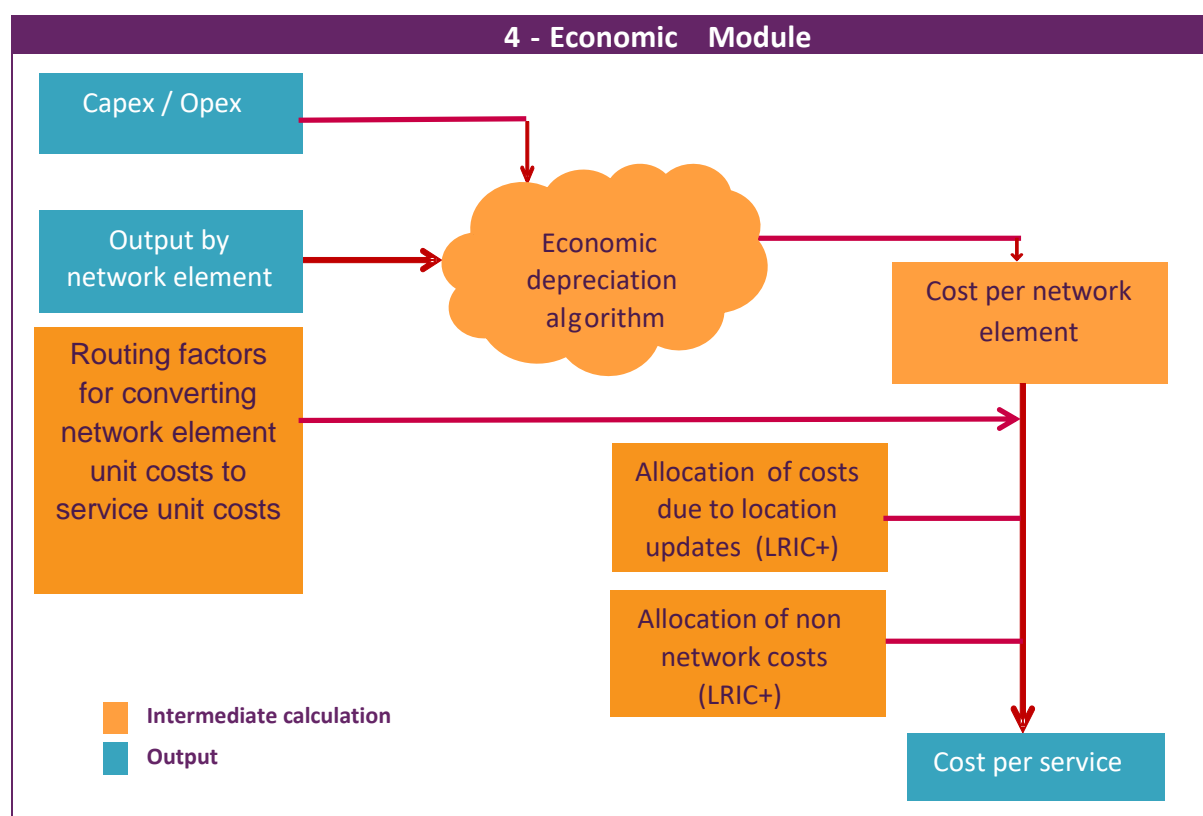 4 - Economic Module
Capex / Opex
Output by
network element
Economic
depreciation
algorithm
Cost per network
element
Routing factors
for converting
network element
unit costs to
service unit costs
Allocation of costs
due to location
updates (LRIC+)
Allocation of non
network costs
(LRIC+)
Intermediate calculation
Output
Cost per service